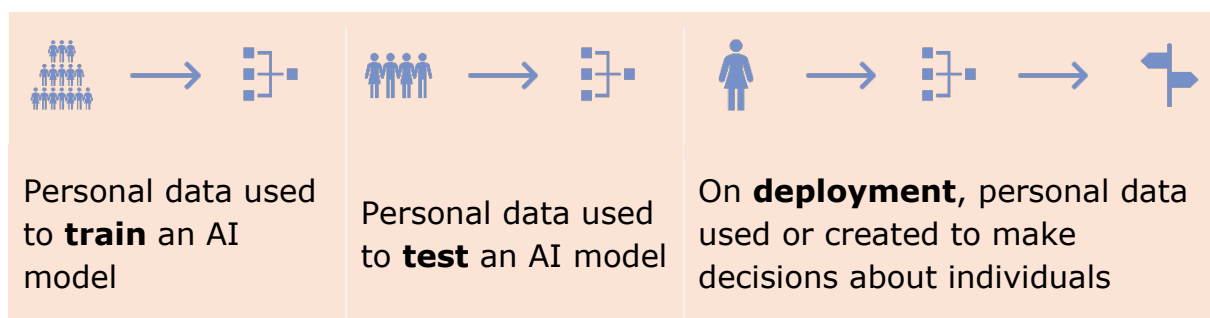 Personal data used
to train an AI
model
Personal data used
to test an AI model
On deployment, personal data
used or created to make
decisions about individuals